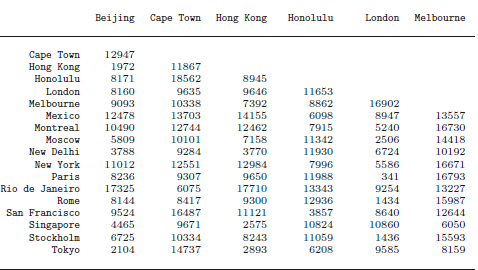 Beijing Cape Town Hong Kong Honolulu London Melbourne
Cape Town 12947
Hong Kong 1972 11867
Honolulu 8171 18562 8945
London 8160 9635 9646 11653
Melbourne 9093 10338 7392 8862 16902
Mexico 12478 13703 14155 6098 8947 13557
Montreal 10490 12744 12462 7915 5240 16730
Moscow 5809 10101 7158 11342 2506 14418
New Delhi 3788 9284 3770 11930 6724 10192
New York 11012 12551 12984 7996 5586 16671
Paris 8236 9307 9650 11988 341 16793
Rio de Janeiro 17325 6075 17710 13343 9254 13227
Rome 8144 8417 9300 12936 1434 15987
San Francisco 9524 16487 11121 3857 8640 12644
Singapore 4465 9671 2575 10824 10860 6050
Stockholm 6725 10334 8243 11059 1436 15593
Tokyo 2104 14737 2893 6208 9585 8159